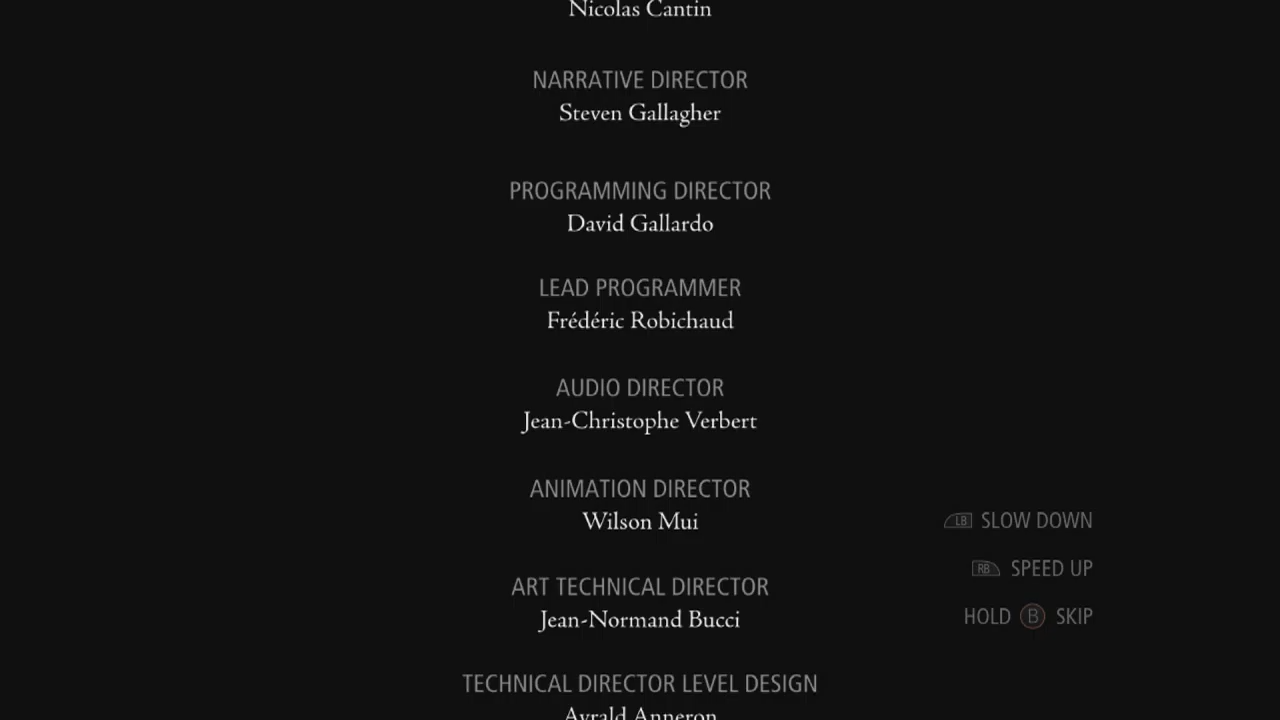 Nicolas Cantin
NARRATIVE DIRECTOR
Steven Gallagher
PROGRAMMING DIRECTOR
David Gallardo
LEAD PROGRAMMER
Frédéric Robichaud
AUDIO DIRECTOR
Jean-Christophe Verbert
ANIMATION DIRECTOR
Wilson Mui
LB SLOW DOWN
RB SPEED UP
ART TECHNICAL DIRECTOR
Jean-Normand Bucci
HOLD B SKIP
TECHNICAL DIRECTOR LEVEL DESIGN
Ayrald Anneron